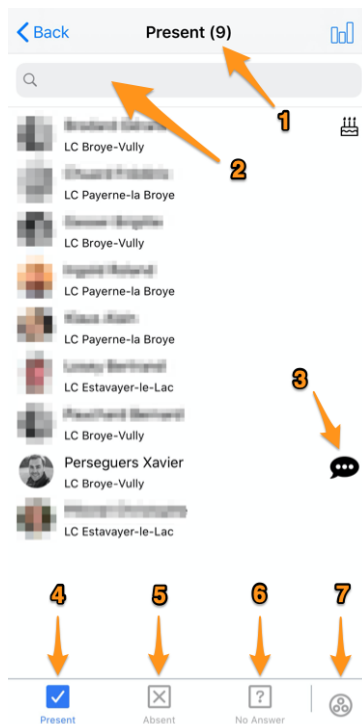 Back
Present (9)
1
2
LC Broye-Vully
LC Payerne-la Broye
LC Broye-Vully
LC Payerne-la Broye
LC Payerne-la Broye
LC Estavayer-le-Lac
3
LC Broye-Vully
Perseguers Xavier
LC Broye-Vully
LC Estavayer-le-Lac
4 5 6 7
?
Present Absent No Answer